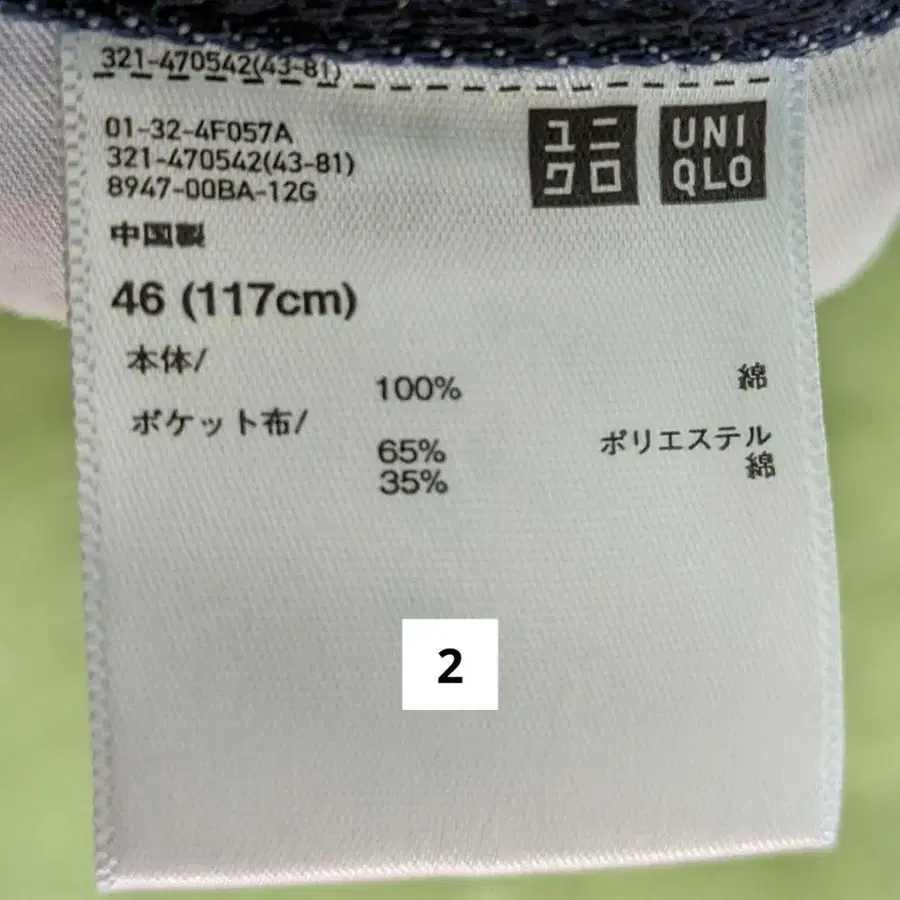 321-470542(43-81)
01-32-4F057A
321-470542(43-81)
8947-00BA-12G
ユニ
クロ
UNI
QLO
中国製
46 (117cm)
本体/
100% 綿
ポケット布/
65% ポリエステル
35% 綿
2